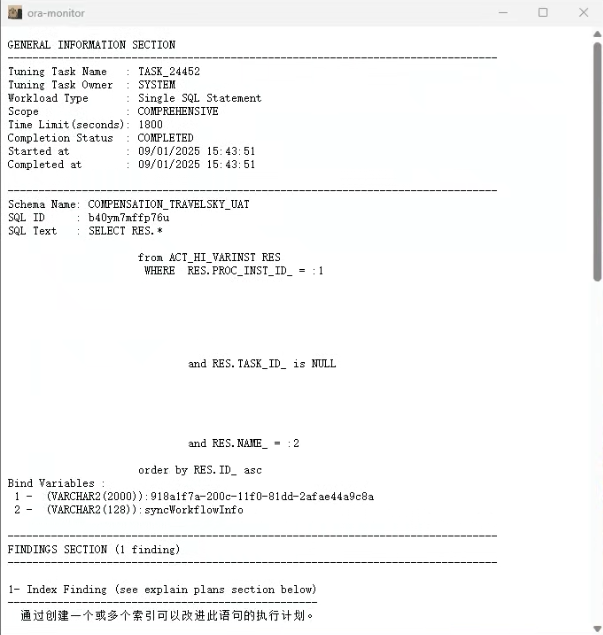 ora-monitor
GENERAL INFORMATION SECTION
-------------------------------------------------------------------------------
Tuning Task Name   : TASK_24452
Tuning Task Owner  : SYSTEM
Workload Type      : Single SQL Statement
Scope              : COMPREHENSIVE
Time Limit(seconds): 1800
Completion Status  : COMPLETED
Started at         : 09/01/2025 15:43:51
Completed at       : 09/01/2025 15:43:51
-------------------------------------------------------------------------------
Schema Name: COMPENSATION_TRAVELSKY_UAT
SQL ID     : b40ym7mffp76u
SQL Text   : SELECT RES.*
from ACT_HI_VARINST RES
WHERE  RES.PROC_INST_ID_ = :1
and RES.TASK_ID_ is NULL
and RES.NAME_ = :2
order by RES.ID_ asc
Bind Variables :
1 -  (VARCHAR2(2000)):918a1f7a-200c-11f0-81dd-2afae44a9c8a
2 -  (VARCHAR2(128)):syncWorkflowInfo
-------------------------------------------------------------------------------
FINDINGS SECTION (1 finding)
-------------------------------------------------------------------------------
1- Index Finding (see explain plans section below)
--------------------------------------------------
通过创建一个或多个索引可以改进此语句的执行计划。